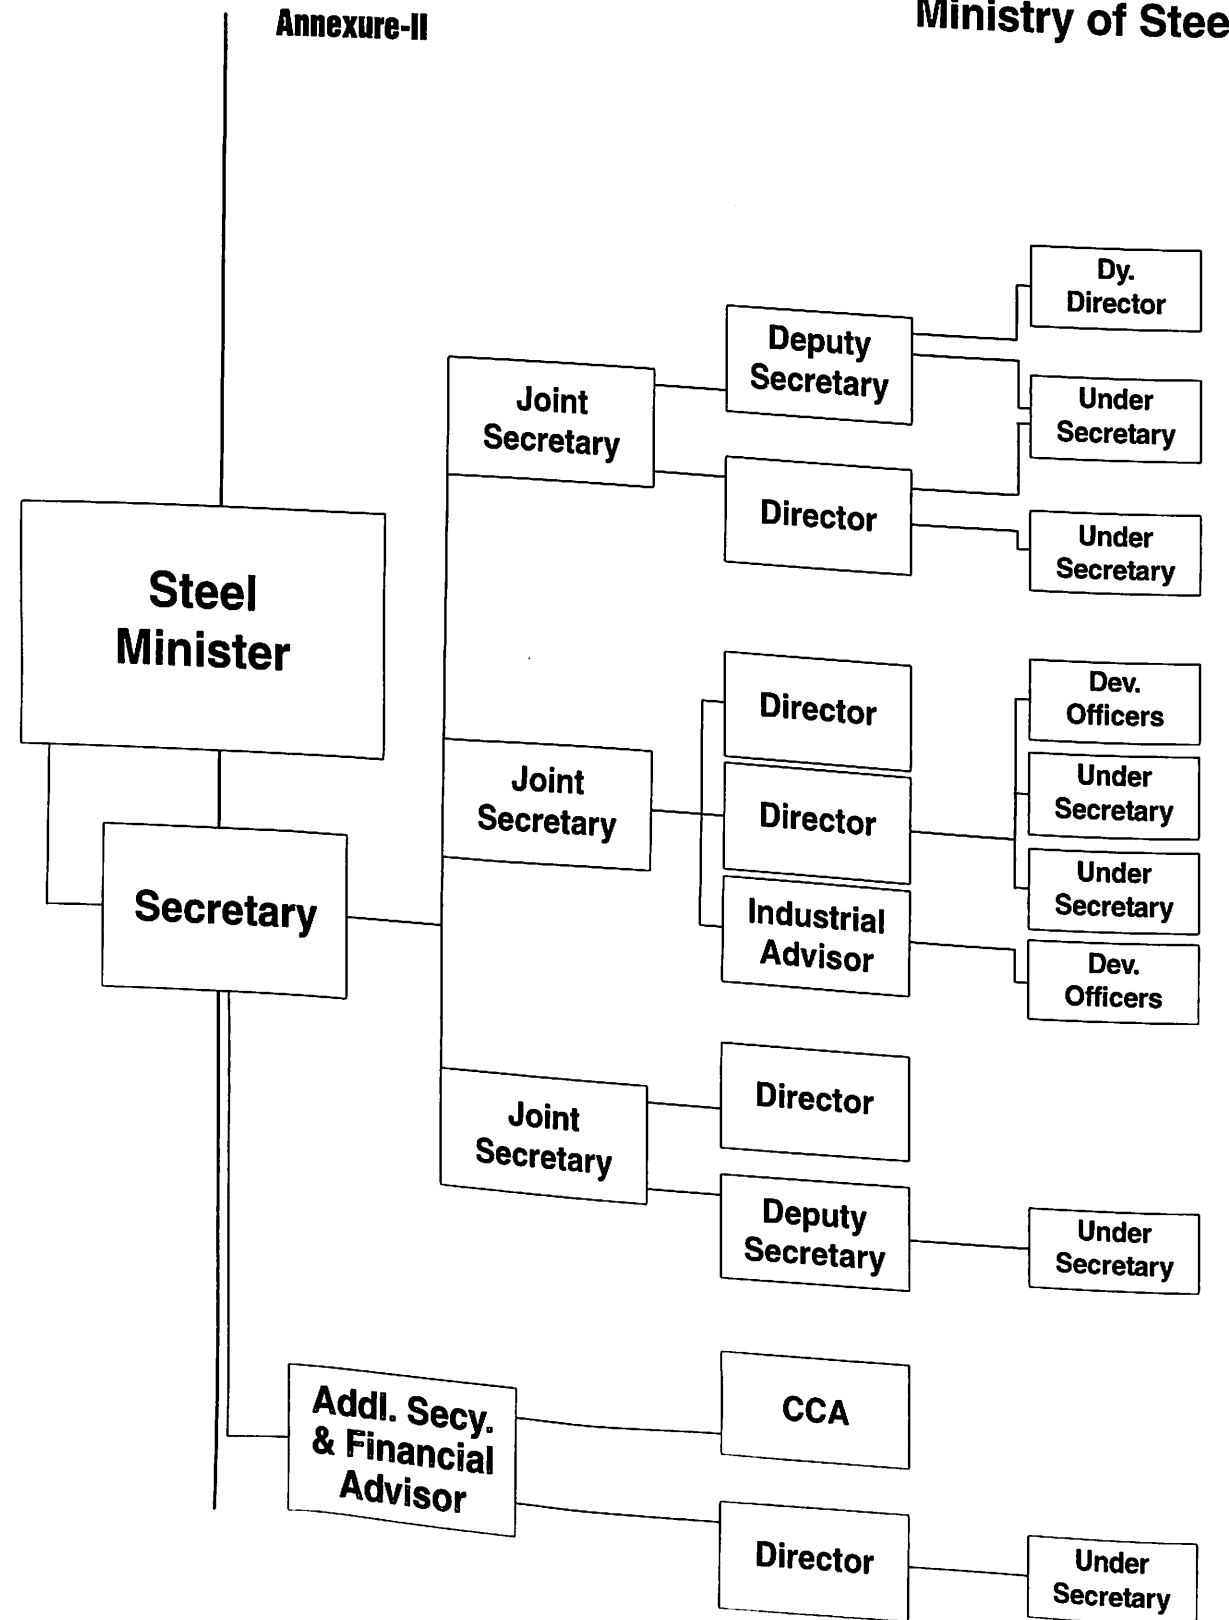 Annexure-II
Ministry of Stee
Dy.
Director
Deputy
Secretary
Joint
Secretary
Under
Secretary
Director
Under
Secretary
Steel
Minister
Director
Dev.
Officers
Joint
Secretary
Director
Under
Secretary
Under
Secretary
Secretary
Industrial
Advisor
Dev.
Officers
Director
Joint
Secretary
Deputy
Secretary
Under
Secretary
Addl. Secy.
& Financial
Advisor
CCA
Director
Under
Secretary